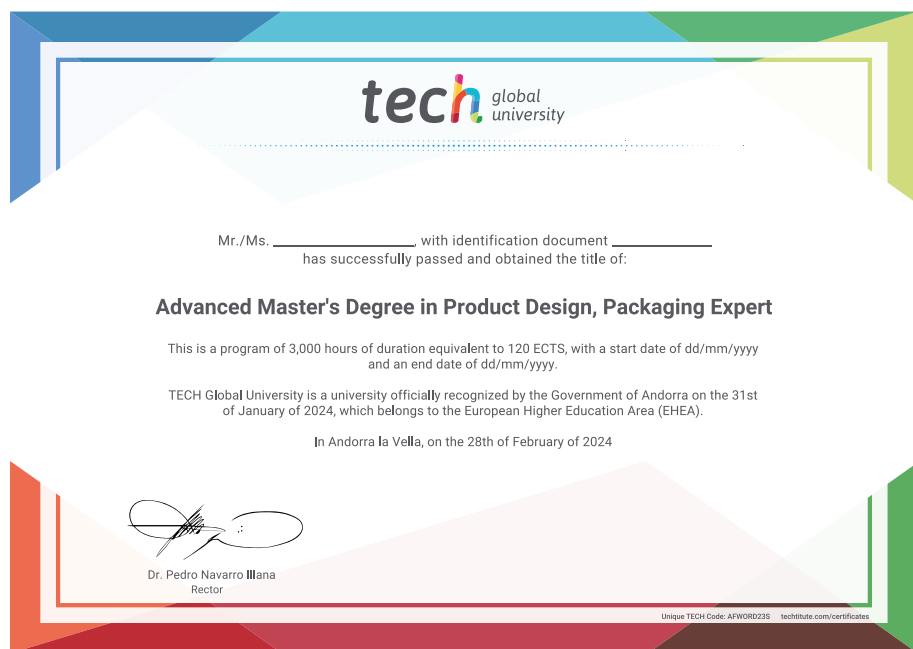 tech global university
Mr./Ms. ____________, with identification document ____________
has successfully passed and obtained the title of:
Advanced Master's Degree in Product Design, Packaging Expert
This is a program of 3,000 hours of duration equivalent to 120 ECTS, with a start date of dd/mm/yyyy
and an end date of dd/mm/yyyy.
TECH Global University is a university officially recognized by the Government of Andorra on the 31st
of January of 2024, which belongs to the European Higher Education Area (EHEA).
In Andorra la Vella, on the 28th of February of 2024
Dr. Pedro Navarro Illana
Rector
Unique TECH Code: AFWORD23S techtitute.com/certificates